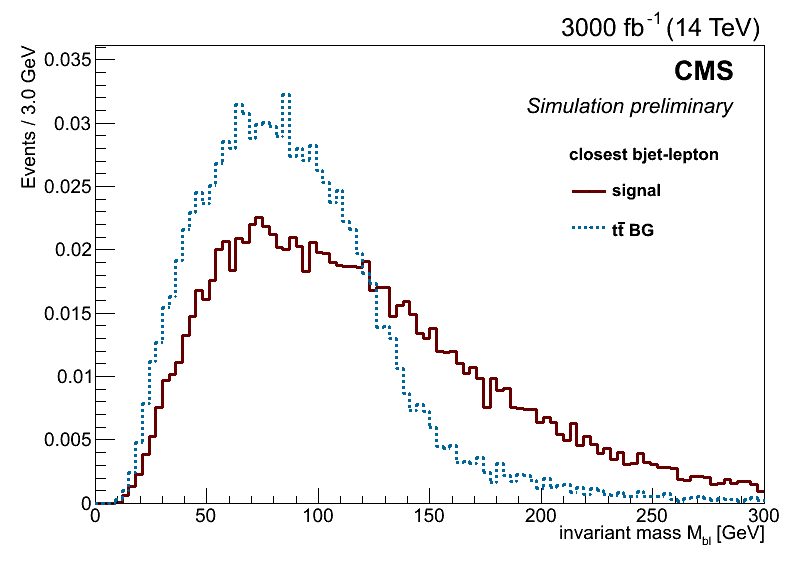 3000 fb⁻¹ (14 TeV)
Events / 3.0 GeV
CMS
Simulation preliminary
closest bjet-lepton
signal
tt̄ BG
0.035
0.03
0.025
0.02
0.015
0.01
0.005
0
0 50 100 150 200 250 300
invariant mass M_bl [GeV]